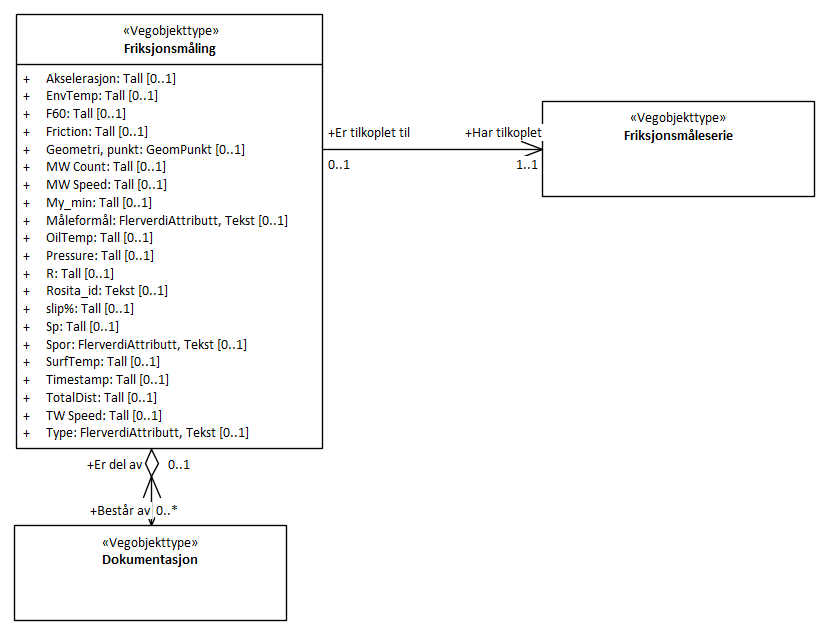 «Vegobjekttype»
Friksjonsmåling
+ Akselerasjon: Tall [0..1]
+ EnvTemp: Tall [0..1]
+ F60: Tall [0..1]
+ Friction: Tall [0..1]
+ Geometri, punkt: GeomPunkt [0..1]
+ MW Count: Tall [0..1]
+ MW Speed: Tall [0..1]
+ My_min: Tall [0..1]
+ Måleformål: FlerverdiAttributt, Tekst [0..1]
+ OilTemp: Tall [0..1]
+ Pressure: Tall [0..1]
+ R: Tall [0..1]
+ Rosita_id: Tekst [0..1]
+ slip%: Tall [0..1]
+ Sp: Tall [0..1]
+ Spor: FlerverdiAttributt, Tekst [0..1]
+ SurfTemp: Tall [0..1]
+ Timestamp: Tall [0..1]
+ TotalDist: Tall [0..1]
+ TW Speed: Tall [0..1]
+ Type: FlerverdiAttributt, Tekst [0..1]
+Er tilkoplet til +Har tilkoplet
0..1 1..1
«Vegobjekttype»
Friksjonsmåleserie
+Er del av 0..1
+Består av 0..*
«Vegobjekttype»
Dokumentasjon